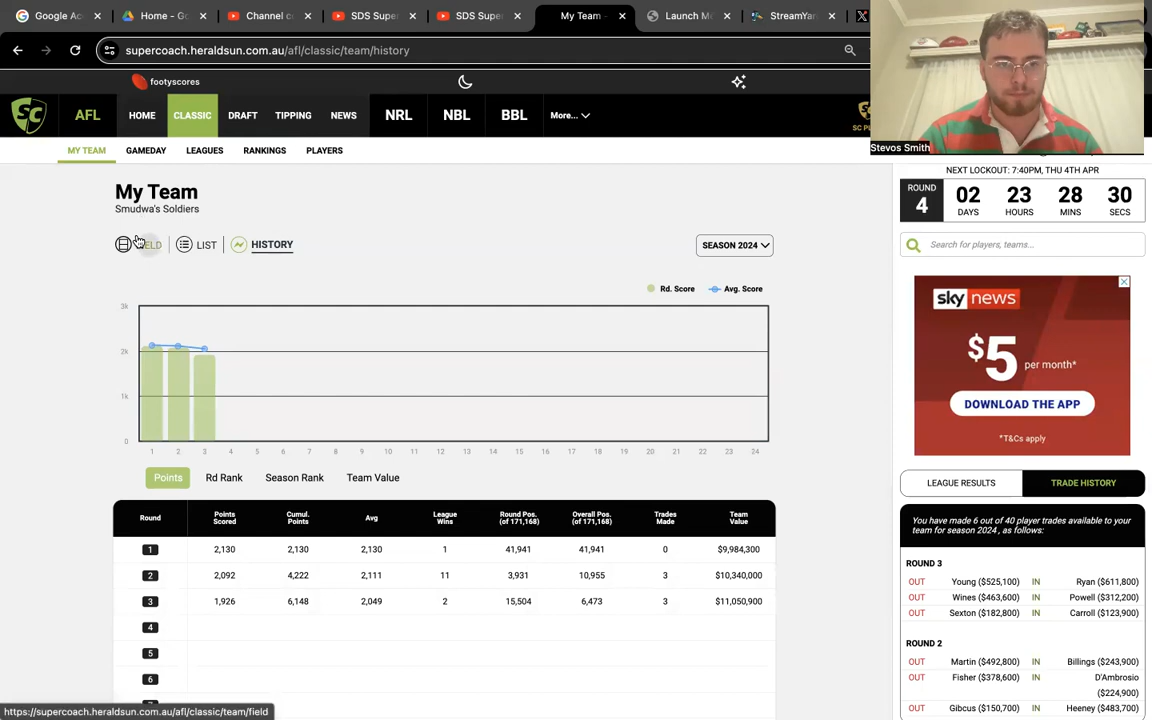 Google Ac
Home - Go
Channel c
SDS Super
SDS Super
My Team -
Launch M
StreamYar
supercoach.heraldsun.com.au/afl/classic/team/history
footyscores
SC AFL HOME CLASSIC DRAFT TIPPING NEWS NRL NBL BBL More...
SC PL
Stevos Smith
MY TEAM GAMEDAY LEAGUES RANKINGS PLAYERS
NEXT LOCKOUT: 7:40PM, THU 4TH APR
ROUND 4
02 DAYS 23 HOURS 28 MINS 30 SECS
My Team
Smudwa's Soldiers
FIELD LIST HISTORY
SEASON 2024
Search for players, teams...
Rd. Score Avg. Score
3k
2k
1k
0
1 2 3 4 5 6 7 8 9 10 11 12 13 14 15 16 17 18 19 20 21 22 23 24
sky news
$5 per month*
DOWNLOAD THE APP
*T&Cs apply
Points Rd Rank Season Rank Team Value
LEAGUE RESULTS TRADE HISTORY
Round Points Scored Cumul. Points Avg League Wins Round Pos. (of 171,168) Overall Pos. (of 171,168) Trades Made Team Value
1 2,130 2,130 2,130 1 41,941 41,941 0 $9,984,300
2 2,092 4,222 2,111 11 3,931 10,955 3 $10,340,000
3 1,926 6,148 2,049 2 15,504 6,473 3 $11,050,900
4
5
6
You have made 6 out of 40 player trades available to your
team for season 2024 , as follows:
ROUND 3
OUT Young ($525,100) IN Ryan ($611,800)
OUT Wines ($463,600) IN Powell ($312,200)
OUT Sexton ($182,800) IN Carroll ($123,900)
ROUND 2
OUT Martin ($492,800) IN Billings ($243,900)
OUT Fisher ($378,600) IN D'Ambrosio
($224,900)
OUT Gibcus ($150,700) IN Heeney ($483,700)
https://supercoach.heraldsun.com.au/afl/classic/team/field